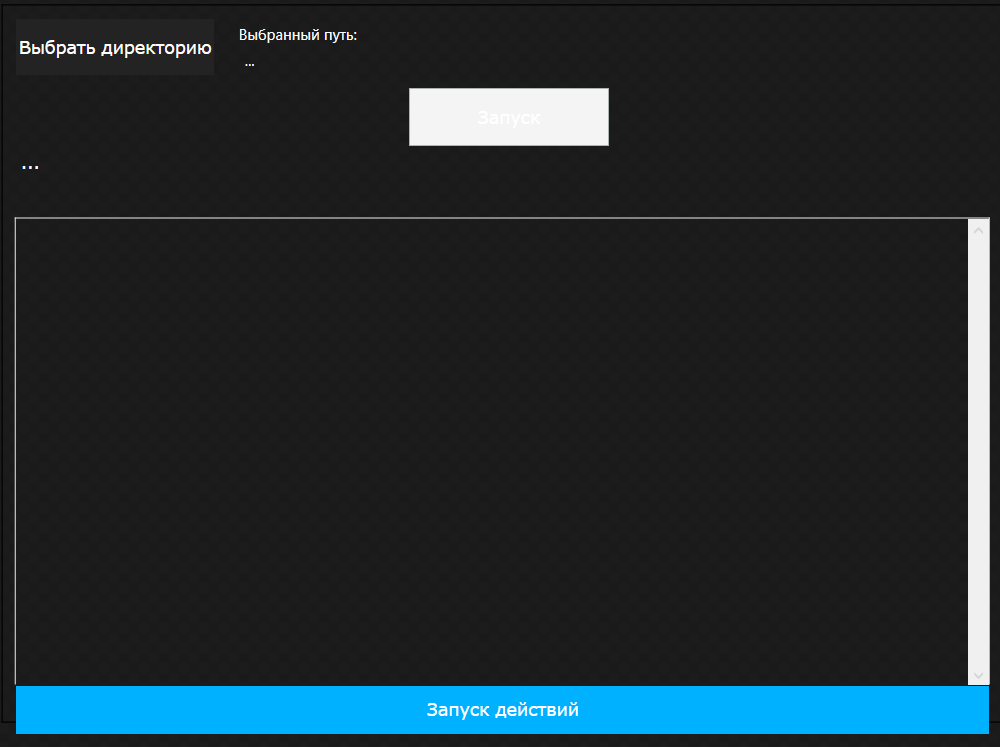 Выбрать директорию
Выбранный путь:
...
Запуск
...
Запуск действий